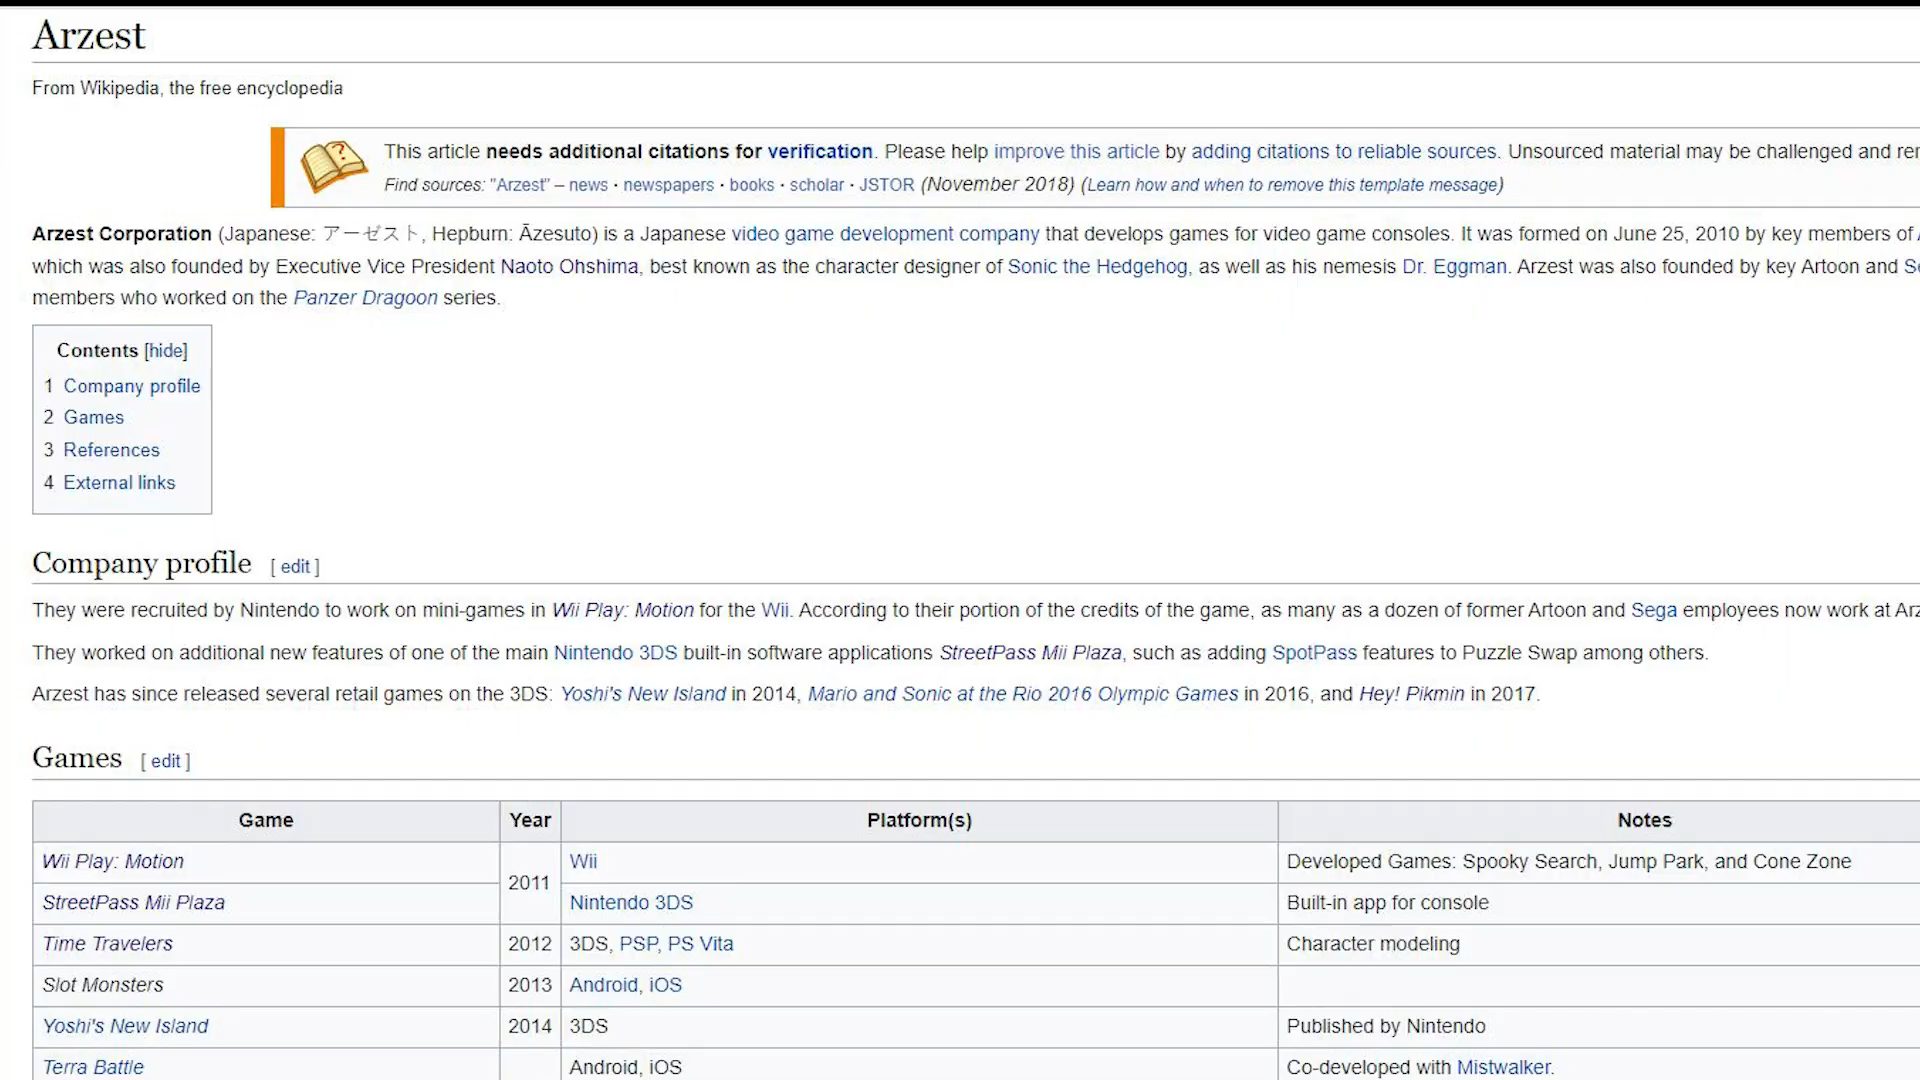 Arzest
From Wikipedia, the free encyclopedia
This article needs additional citations for verification. Please help improve this article by adding citations to reliable sources. Unsourced material may be challenged and
Find sources: "Arzest" – news · newspapers · books · scholar · JSTOR (November 2018) (Learn how and when to remove this template message)
Arzest Corporation (Japanese: アーゼスト, Hepburn: Āzesuto) is a Japanese video game development company that develops games for video game consoles. It was formed on June 25, 2010 by key members of
which was also founded by Executive Vice President Naoto Ohshima, best known as the character designer of Sonic the Hedgehog, as well as his nemesis Dr. Eggman. Arzest was also founded by key Artoon and
members who worked on the Panzer Dragoon series.
Contents [hide]
1 Company profile
2 Games
3 References
4 External links
Company profile [ edit ]
They were recruited by Nintendo to work on mini-games in Wii Play: Motion for the Wii. According to their portion of the credits of the game, as many as a dozen of former Artoon and Sega employees now work at
They worked on additional new features of one of the main Nintendo 3DS built-in software applications StreetPass Mii Plaza, such as adding SpotPass features to Puzzle Swap among others.
Arzest has since released several retail games on the 3DS: Yoshi's New Island in 2014, Mario and Sonic at the Rio 2016 Olympic Games in 2016, and Hey! Pikmin in 2017.
Games [ edit ]
Game Year Platform(s) Notes
Wii Play: Motion 2011 Wii Developed Games: Spooky Search, Jump Park, and Cone Zone
StreetPass Mii Plaza Nintendo 3DS Built-in app for console
Time Travelers 2012 3DS, PSP, PS Vita Character modeling
Slot Monsters 2013 Android, iOS
Yoshi's New Island 2014 3DS Published by Nintendo
Terra Battle Android, iOS Co-developed with Mistwalker.